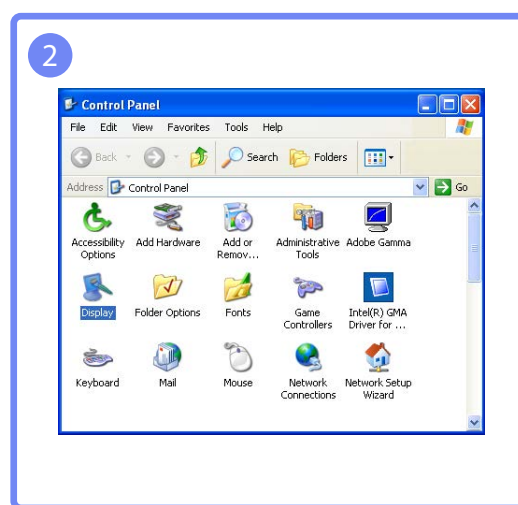 2
Control Panel
File Edit View Favorites Tools Help
Back Search Folders
Address Control Panel Go
Accessibility Options Add Hardware Add or Remov... Administrative Tools Adobe Gamma
Display Folder Options Fonts Game Controllers Intel(R) GMA Driver for ...
Keyboard Mail Mouse Network Connections Network Setup Wizard